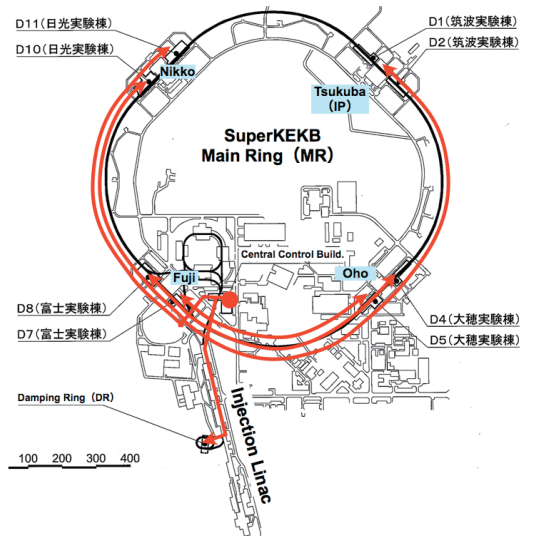 D11(日光実験棟)
D10(日光実験棟)
Nikko
D1(筑波実験棟)
D2(筑波実験棟)
Tsukuba
(IP)
SuperKEKB
Main Ring(MR)
Central Control Build.
Fuji
Oho
D8(富士実験棟)
D7(富士実験棟)
D4(大穂実験棟)
D5(大穂実験棟)
Damping Ring(DR)
Injection Linac
100 200 300 400